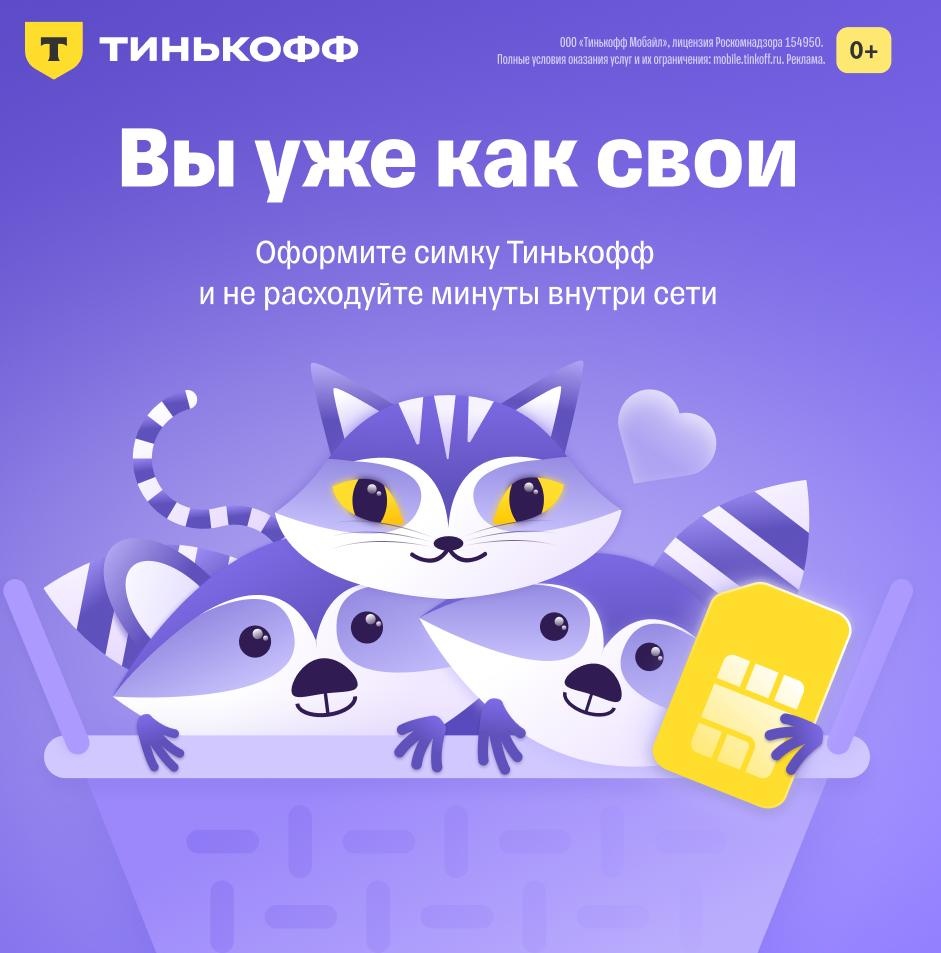 Т ТИНЬКОФФ
ООО «Тинькофф Мобайл», лицензия Роскомнадзора 154950.
Полные условия оказания услуг и их ограничения: mobile.tinkoff.ru. Реклама.
0+
Вы уже как свои
Оформите симку Тинькофф
и не расходуйте минуты внутри сети